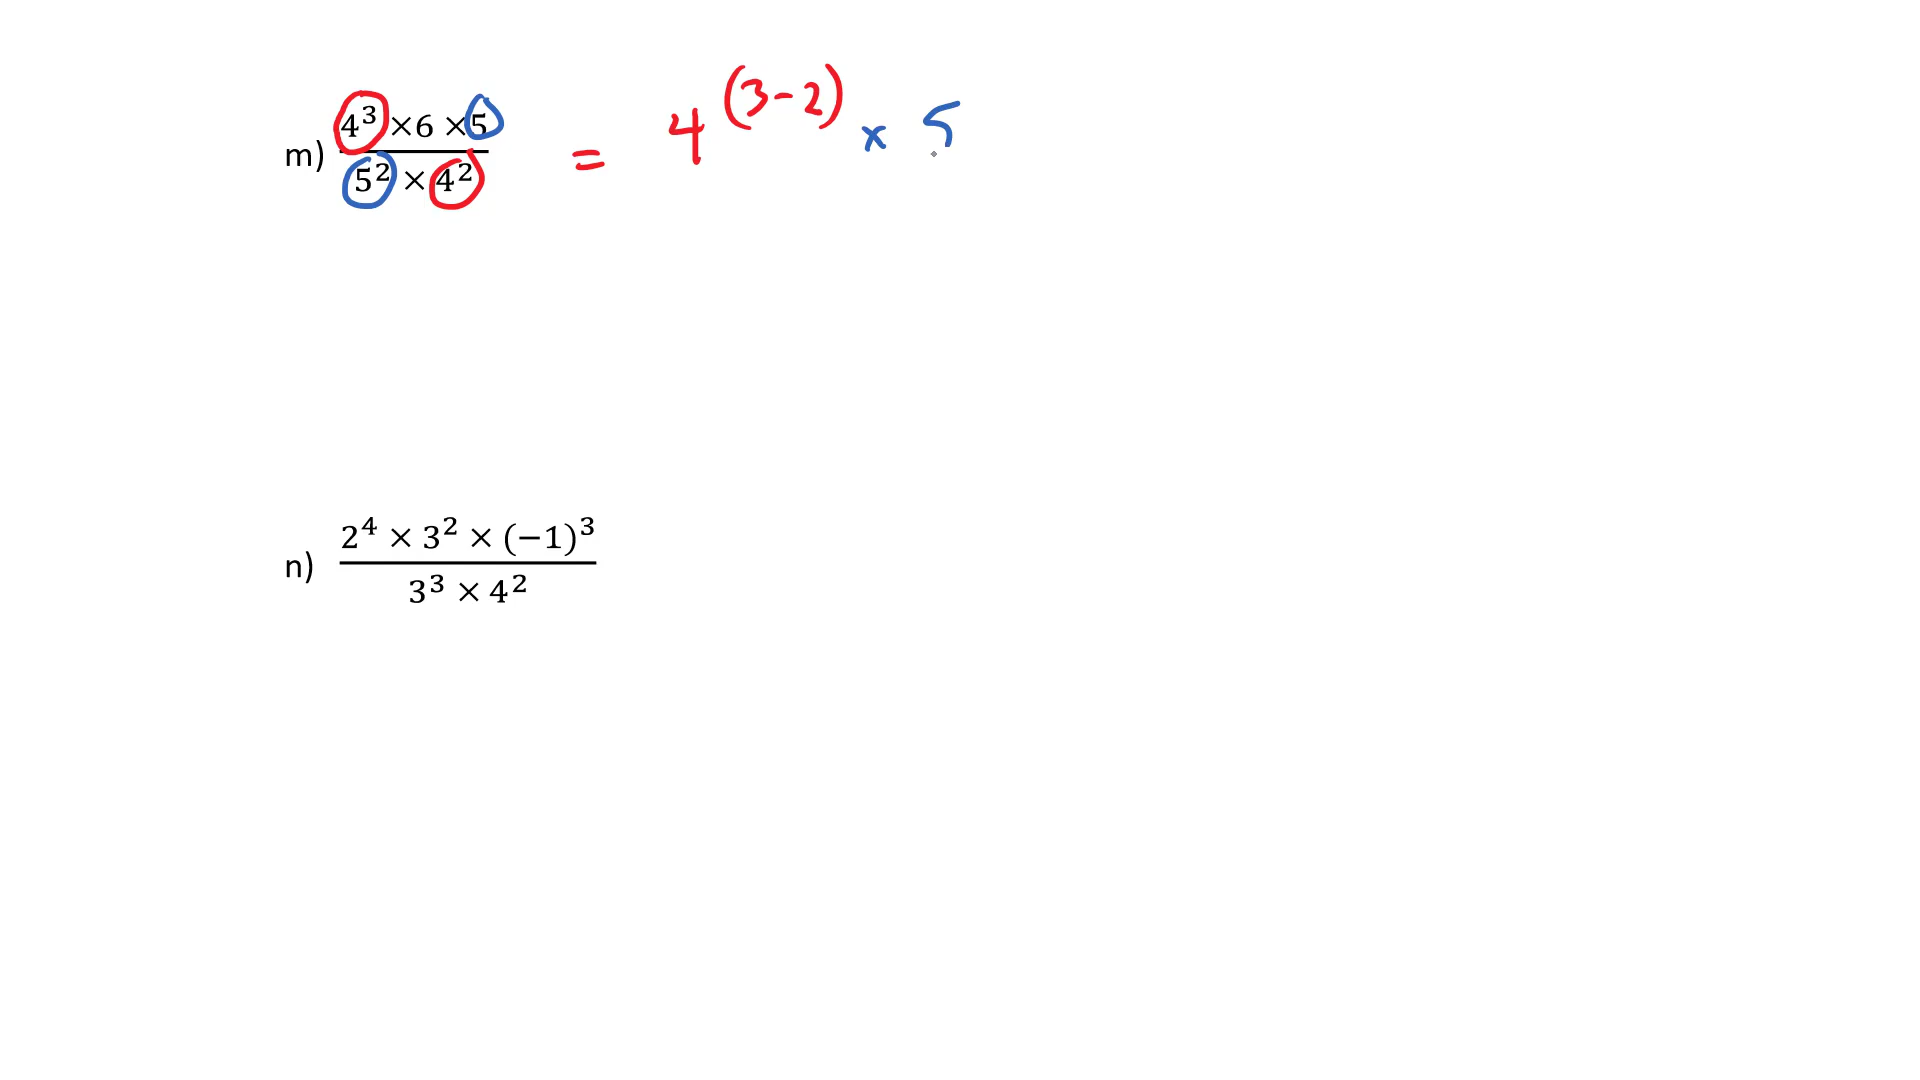 m) 4³ × 6 × 5 / 5² × 4² = 4⁽³⁻²⁾ × 5
n) 2⁴ × 3² × (−1)³ / 3³ × 4²